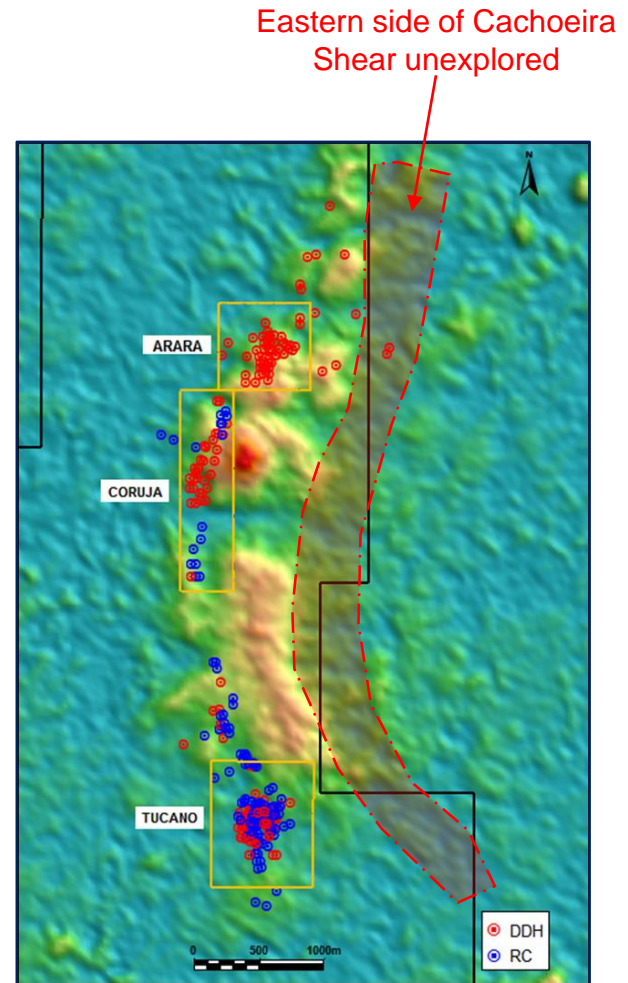 Eastern side of Cachoeira
Shear unexplored
N
ARARA
CORUJA
TUCANO
0 500 1000m
DDH
RC